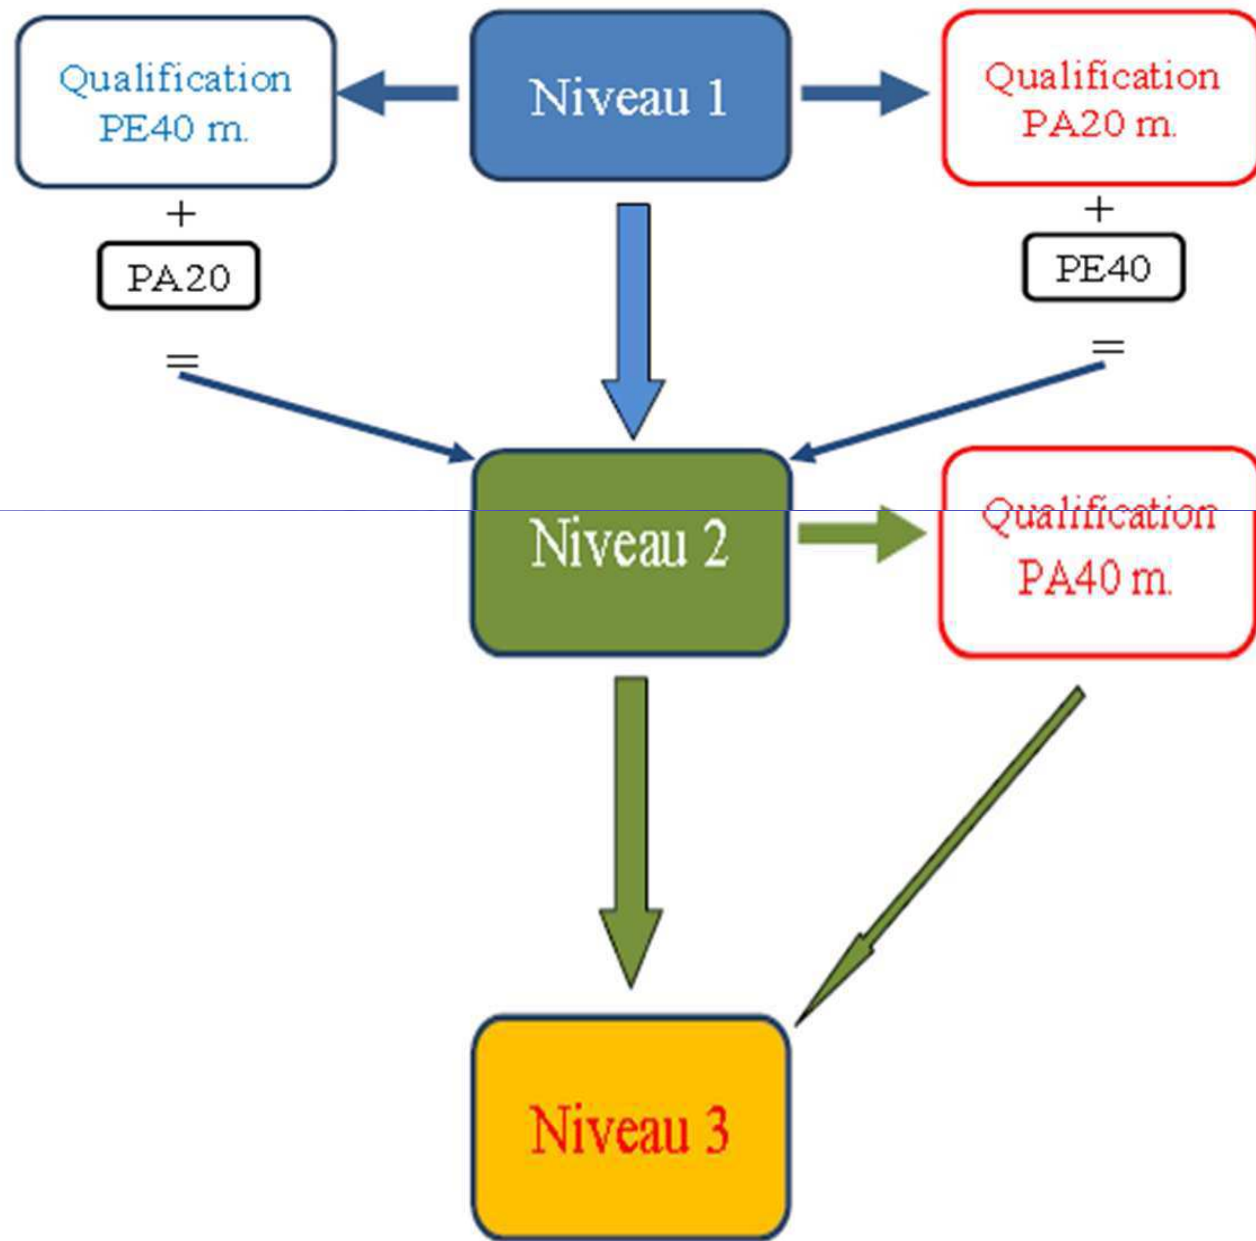 Qualification
PE40 m.
Niveau 1
Qualification
PA20 m.
+
PA20
=
+
PE40
=
Niveau 2
Qualification
PA40 m.
Niveau 3